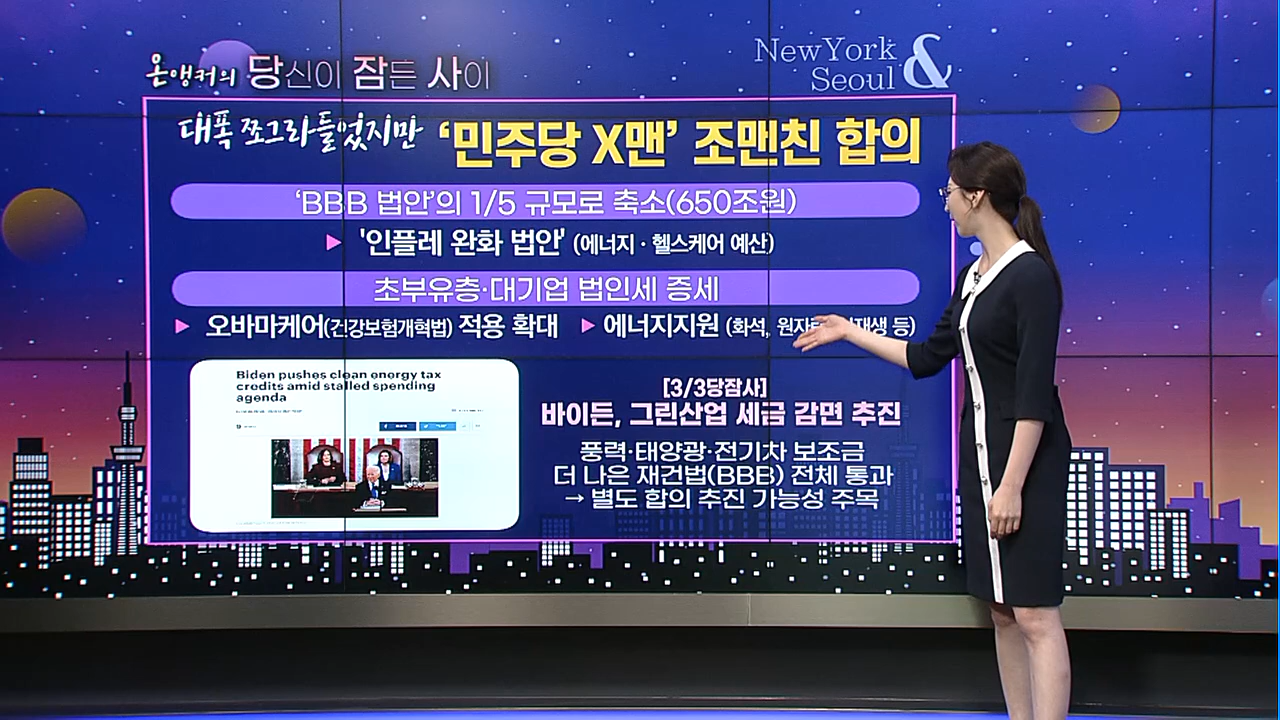 온앵커의 당신이 잠든 사이
NewYork & Seoul
대폭 쪼그라들었지만 '민주당 X맨' 조맨친 합의
'BBB 법안'의 1/5 규모로 축소(650조원)
▶ '인플레 완화 법안' (에너지·헬스케어 예산)
초부유층·대기업 법인세 증세
▶ 오바마케어(건강보험개혁법) 적용 확대 ▶ 에너지지원 (화석, 재생 등)
Biden pushes clean energy tax
credits amid stalled spending
agenda
[3/3당잠사]
바이든, 그린산업 세금 감면 추진
풍력·태양광·전기차 보조금
더 나은 재건법(BBB) 전체 통과
→ 별도 합의 추진 가능성 주목